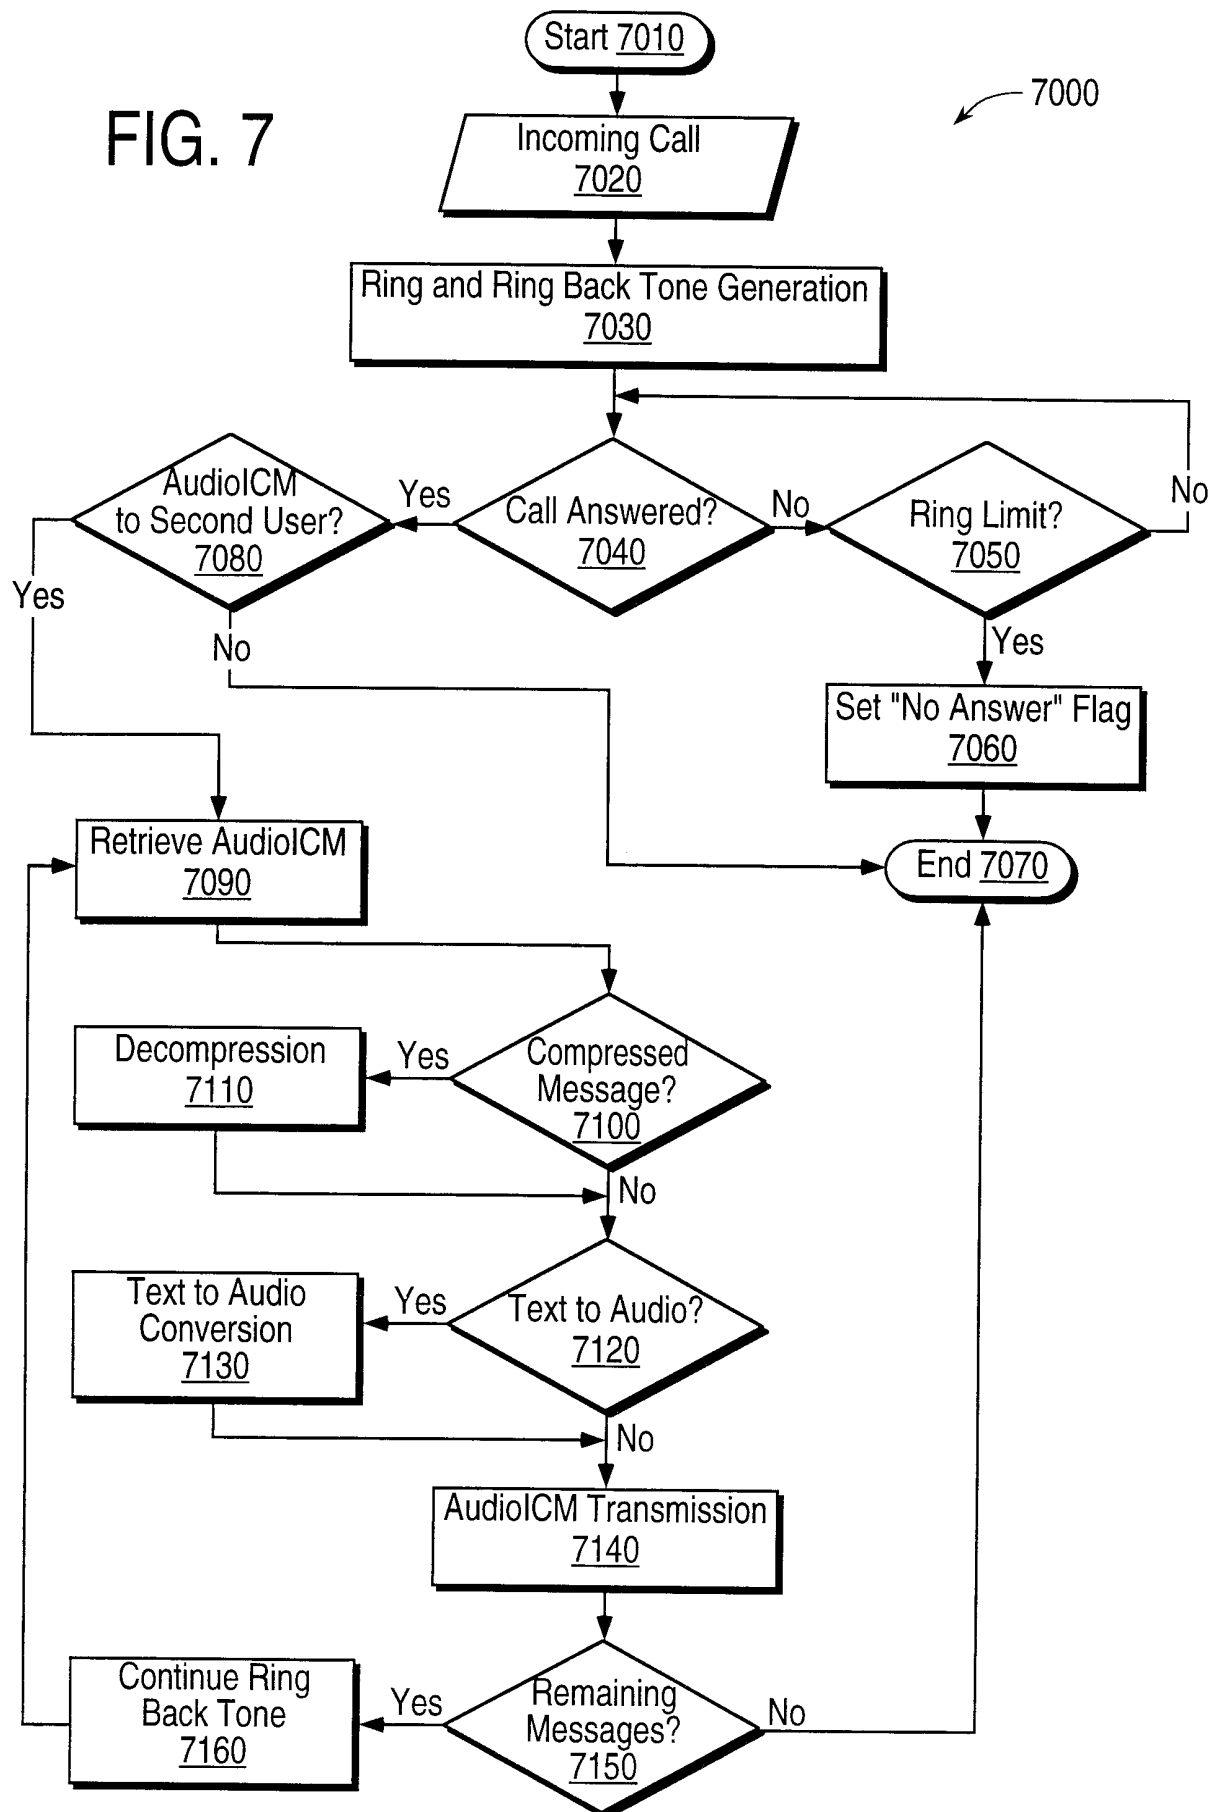 Start 7010
7000
FIG. 7
Incoming Call
7020
Ring and Ring Back Tone Generation
7030
AudioICM
to Second User?
7080
Yes
Call Answered?
7040
No
Ring Limit?
7050
No
Yes
No
Yes
Set "No Answer" Flag
7060
Retrieve AudioICM
7090
End 7070
Decompression
7110
Yes
Compressed
Message?
7100
No
Text to Audio
Conversion
7130
Yes
Text to Audio?
7120
No
AudioICM Transmission
7140
Continue Ring
Back Tone
7160
Yes
Remaining
Messages?
7150
No